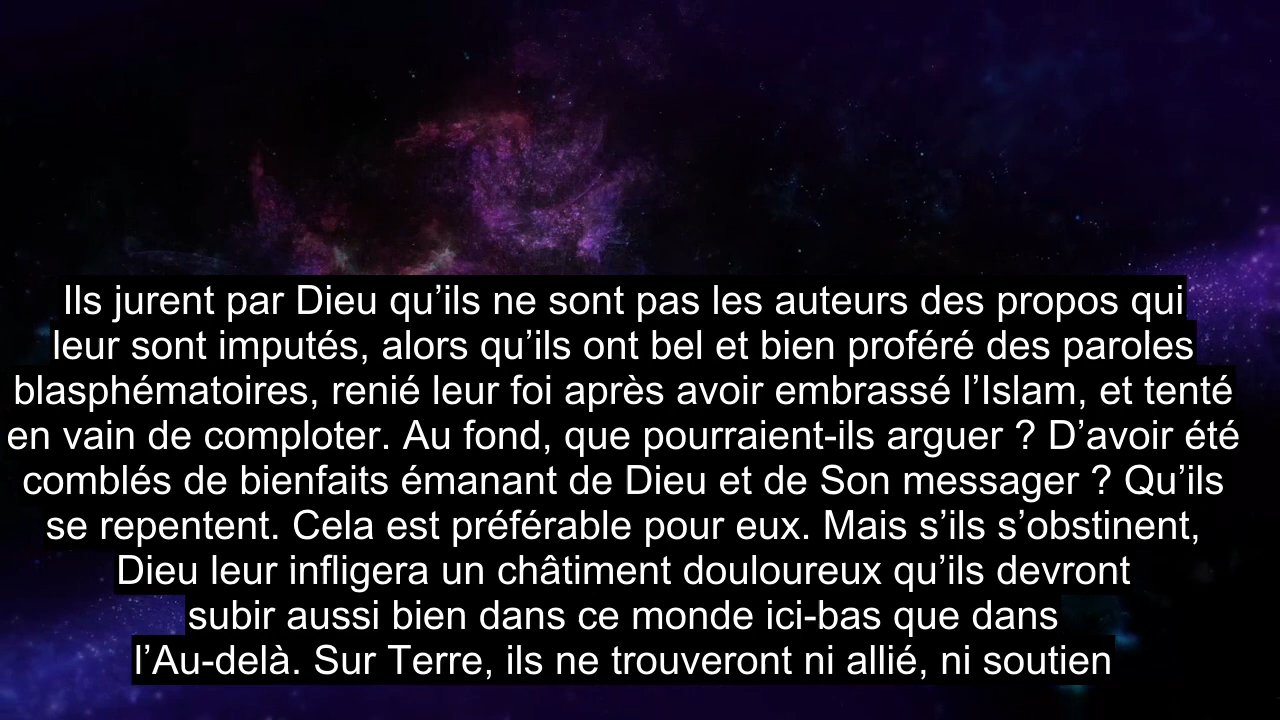 Ils jurent par Dieu qu’ils ne sont pas les auteurs des propos qui
leur sont imputés, alors qu’ils ont bel et bien proféré des paroles
blasphématoires, renié leur foi après avoir embrassé l’Islam, et tenté
en vain de comploter. Au fond, que pourraient-ils arguer ? D’avoir été
comblés de bienfaits émanant de Dieu et de Son messager ? Qu’ils
se repentent. Cela est préférable pour eux. Mais s’ils s’obstinent,
Dieu leur infligera un châtiment douloureux qu’ils devront
subir aussi bien dans ce monde ici-bas que dans
l’Au-delà. Sur Terre, ils ne trouveront ni allié, ni soutien